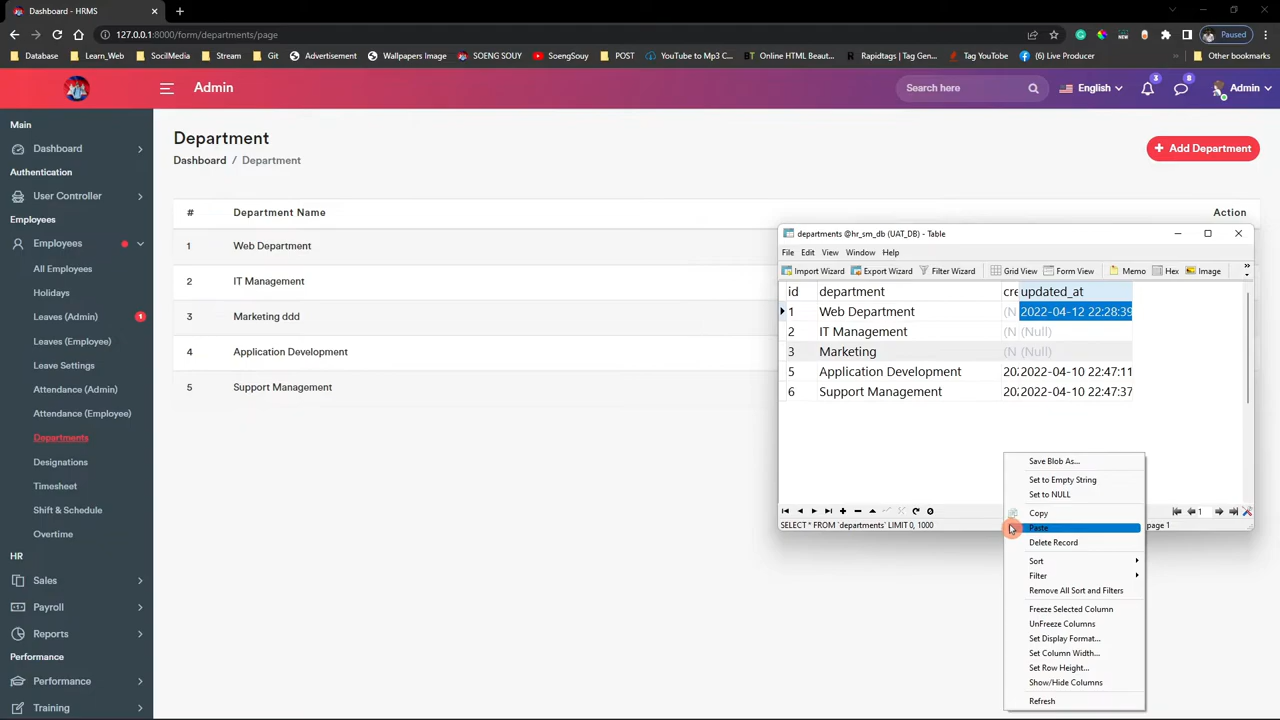 Dashboard - HRMS
127.0.0.1:8000/form/departments/page
Paused
Database Learn_Web SocilMedia Stream Git Advertisement Wallpapers Image SOENG SOUY SoengSouy POST YouTube to Mp3 C... Online HTML Beaut... Rapidtags | Tag Gen... Tag YouTube (6) Live Producer Other bookmarks
Admin
Search here
English
3
8
Admin
Main
Dashboard
Authentication
User Controller
Employees
Employees
All Employees
Holidays
Leaves (Admin) 1
Leaves (Employee)
Leave Settings
Attendance (Admin)
Attendance (Employee)
Departments
Designations
Timesheet
Shift & Schedule
Overtime
HR
Sales
Payroll
Reports
Performance
Performance
Training
Department
Dashboard / Department
+ Add Department
# Department Name Action
1 Web Department
2 IT Management
3 Marketing ddd
4 Application Development
5 Support Management
departments @hr_sm_db (UAT_DB) - Table
File Edit View Window Help
Import Wizard Export Wizard Filter Wizard Grid View Form View Memo Hex Image
id department cre updated_at
1 Web Department (N 2022-04-12 22:28:39
2 IT Management (N (Null)
3 Marketing (N (Null)
5 Application Development 202 2022-04-10 22:47:11
6 Support Management 202 2022-04-10 22:47:37
1
SELECT * FROM `departments` LIMIT 0, 1000
page 1
Save Blob As...
Set to Empty String
Set to NULL
Copy
Paste
Delete Record
Sort
Filter
Remove All Sort and Filters
Freeze Selected Column
UnFreeze Columns
Set Display Format...
Set Column Width...
Set Row Height...
Show/Hide Columns
Refresh